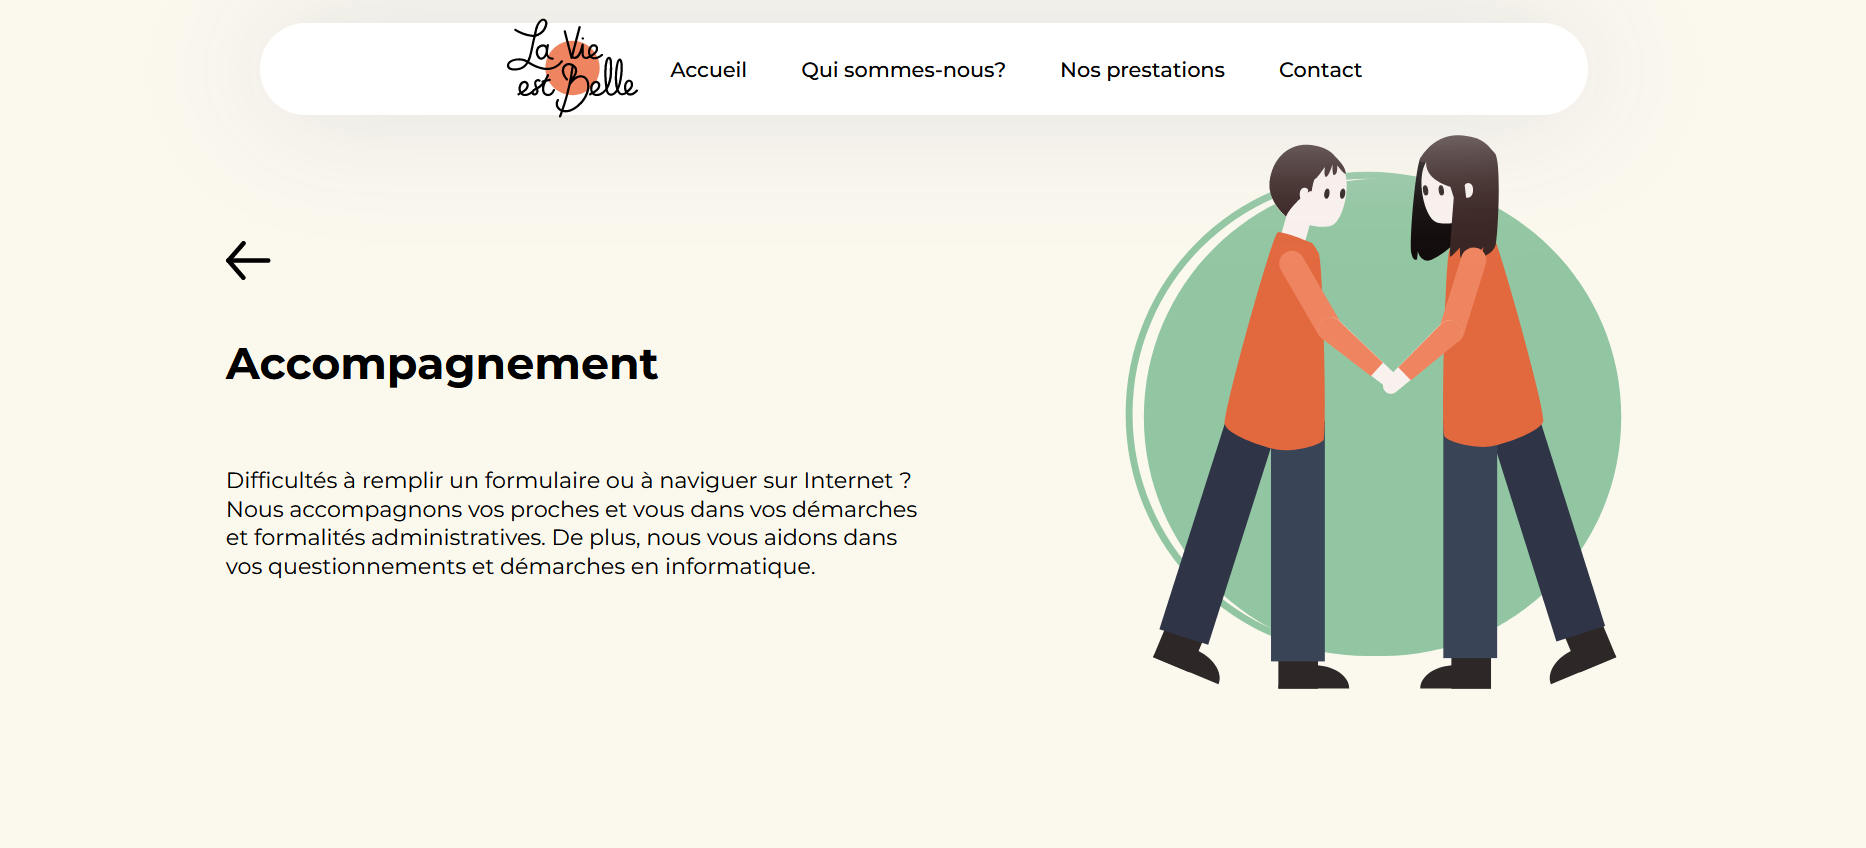 La Vie
est Belle
Accueil Qui sommes-nous? Nos prestations Contact
Accompagnement
Difficultés à remplir un formulaire ou à naviguer sur Internet ?
Nous accompagnons vos proches et vous dans vos démarches
et formalités administratives. De plus, nous vous aidons dans
vos questionnements et démarches en informatique.